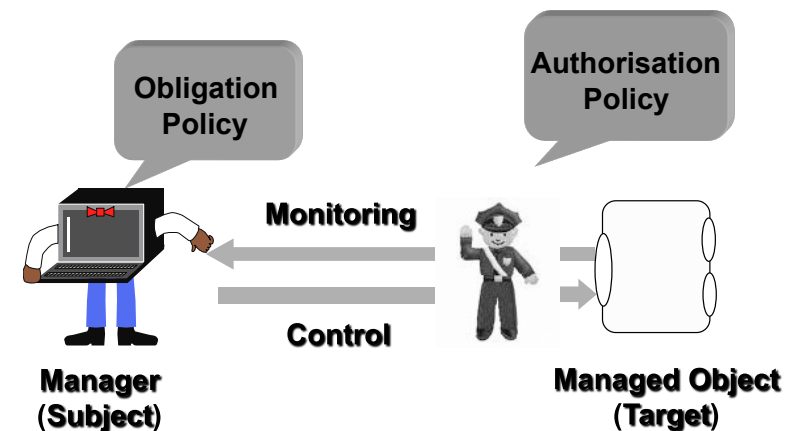 Obligation
Policy
Authorisation
Policy
Monitoring
Control
Manager
(Subject)
Managed Object
(Target)